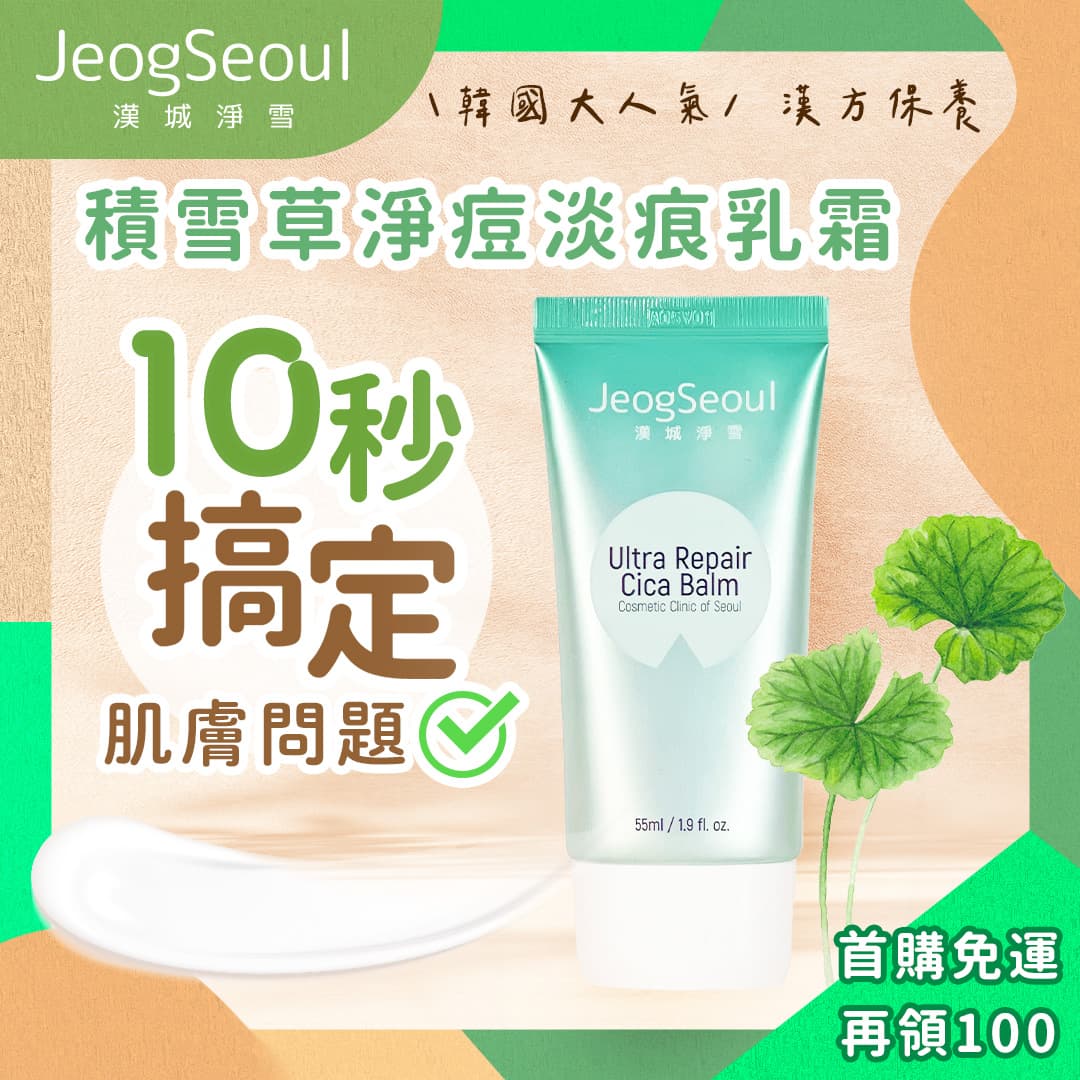 JeogSeoul
漢城淨雪
\韓國大人氣/ 漢方保養
積雪草淨痘淡痕乳霜
10秒
搞定
肌膚問題
JeogSeoul
漢城淨雪
Ultra Repair
Cica Balm
Cosmetic Clinic of Seoul
55ml / 1.9 fl. oz.
首購免運
再領100